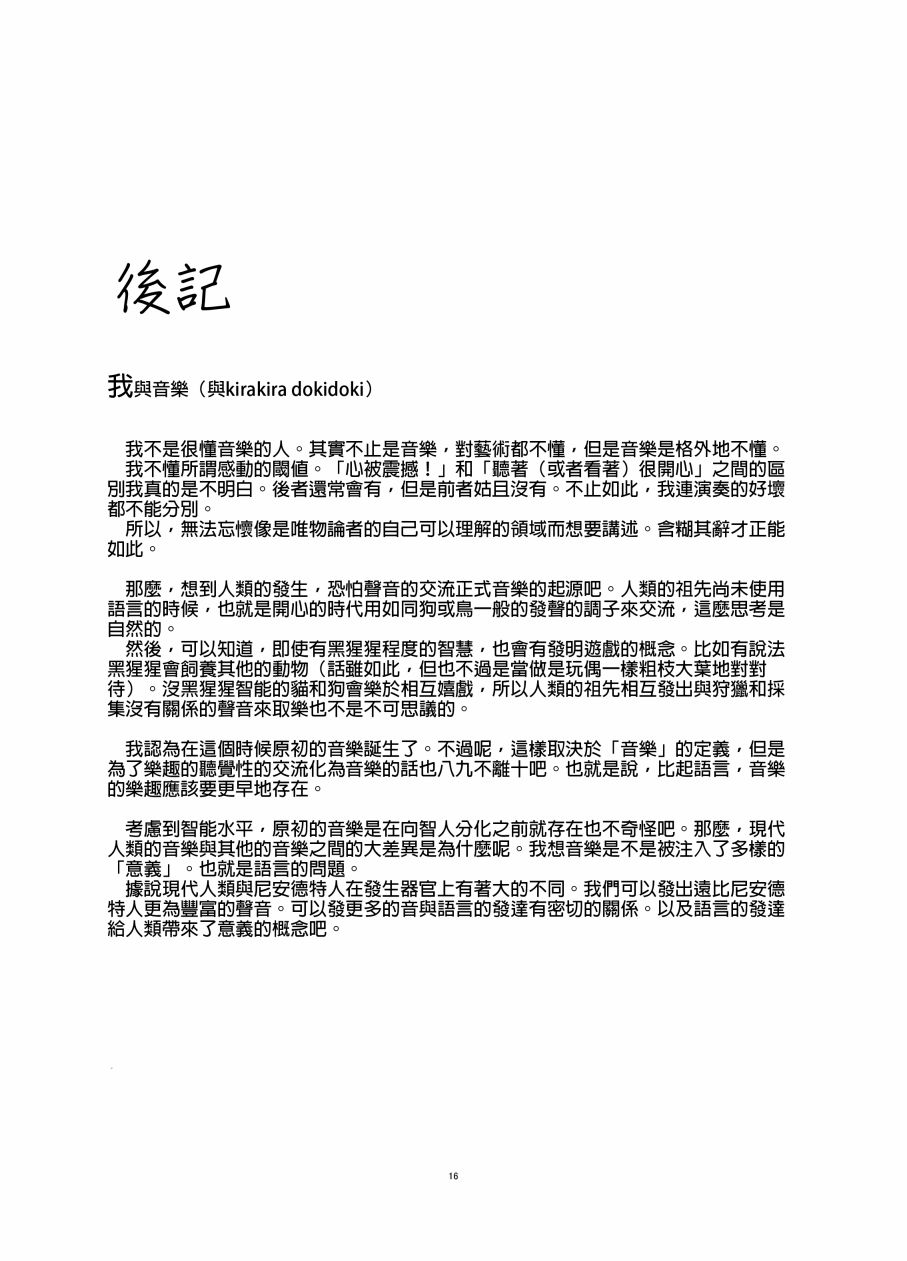 後記
我與音樂（與kirakira dokidoki）
我不是很懂音樂的人。其實不止是音樂，對藝術都不懂，但是音樂是格外地不懂。
我不懂所謂感動的閾值。「心被震撼！」和「聽著（或者看著）很開心」之間的區
別我真的是不明白。後者還常會有，但是前者姑且沒有。不止如此，我連演奏的好壞
都不能分別。
所以，無法忘懷像是唯物論者的自己可以理解的領域而想要講述。含糊其辭才正能
如此。
那麼，想到人類的發生，恐怕聲音的交流正式音樂的起源吧。人類的祖先尚未使用
語言的時候，也就是開心的時代用如同狗或鳥一般的發聲的調子來交流，這麼思考是
自然的。
然後，可以知道，即使有黑猩猩程度的智慧，也會有發明遊戲的概念。比如有說法
黑猩猩會飼養其他的動物（話雖如此，但也不過是當做是玩偶一樣粗枝大葉地對對
待）。沒黑猩猩智能的貓和狗會樂於相互嬉戲，所以人類的祖先相互發出與狩獵和採
集沒有關係的聲音來取樂也不是不可思議的。
我認為在這個時候原初的音樂誕生了。不過呢，這樣取決於「音樂」的定義，但是
為了樂趣的聽覺性的交流化為音樂的話也八九不離十吧。也就是說，比起語言，音樂
的樂趣應該要更早地存在。
考慮到智能水平，原初的音樂是在向智人分化之前就存在也不奇怪吧。那麼，現代
人類的音樂與其他的音樂之間的大差異是為什麼呢。我想音樂是不是被注入了多樣的
「意義」。也就是語言的問題。
據說現代人類與尼安德特人在發生器官上有著大的不同。我們可以發出遠比尼安德
特人更為豐富的聲音。可以發更多的音與語言的發達有密切的關係。以及語言的發達
給人類帶來了意義的概念吧。
16